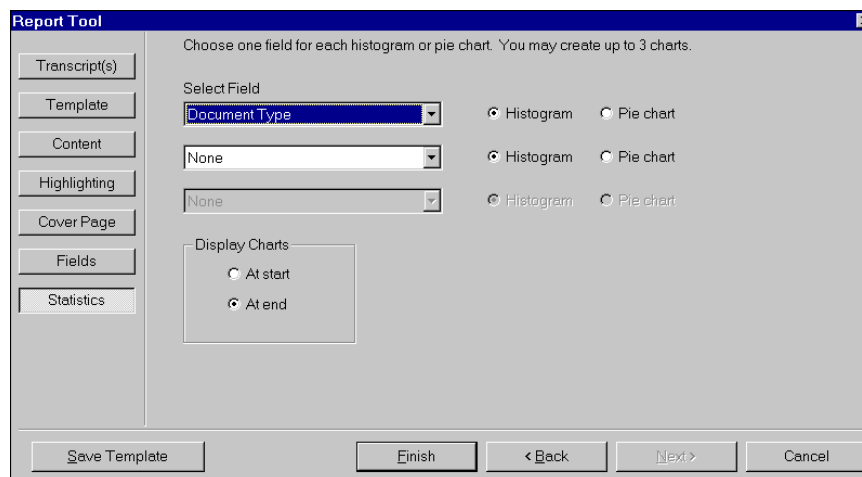 Report Tool
Choose one field for each histogram or pie chart. You may create up to 3 charts.
Transcript(s)
Template
Content
Highlighting
Cover Page
Fields
Statistics
Select Field
Document Type
Histogram
Pie chart
None
Histogram
Pie chart
None
Histogram
Pie chart
Display Charts
At start
At end
Save Template
Finish
< Back
Next >
Cancel